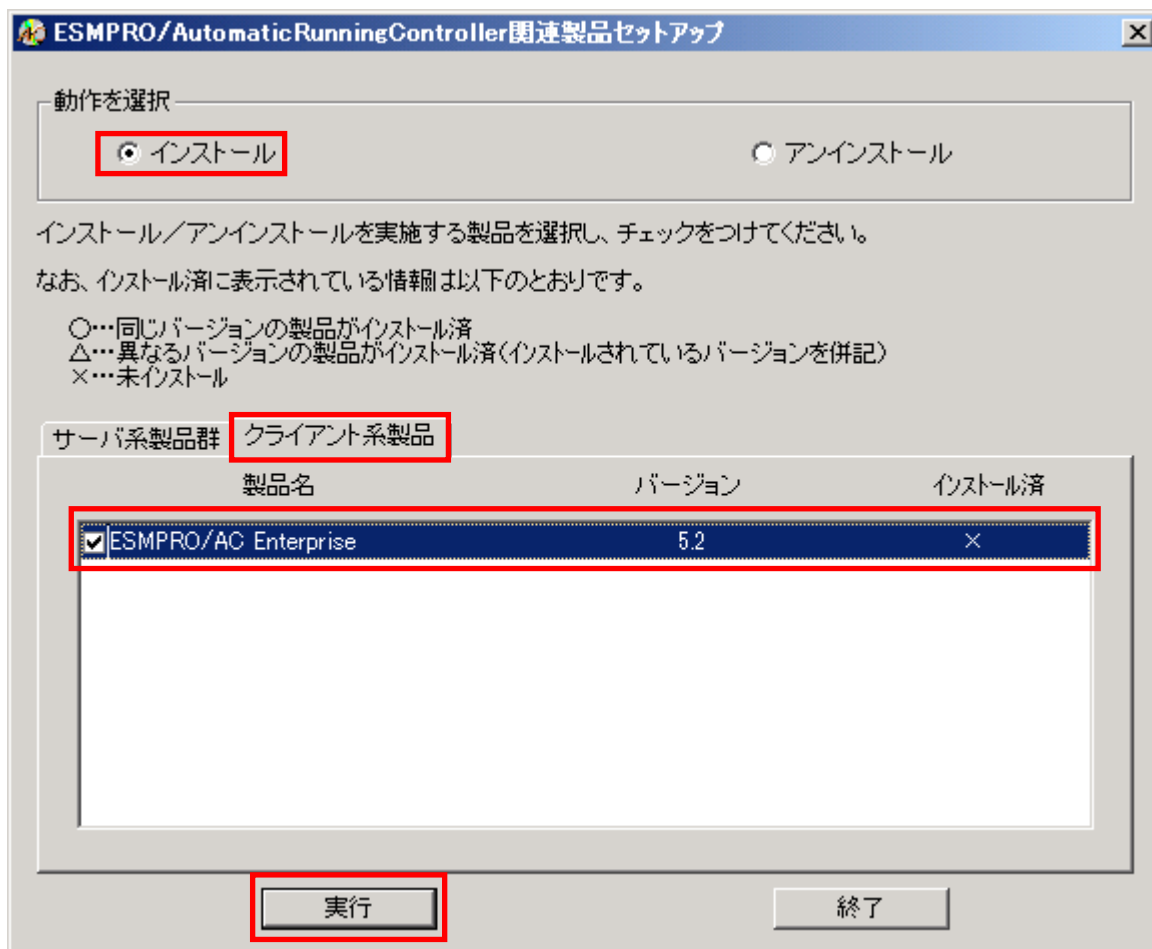 ESMPRO/AutomaticRunningController関連製品セットアップ
動作を選択
インストール アンインストール
インストール／アンインストールを実施する製品を選択し、チェックをつけてください。
なお、インストール済に表示されている情報は以下のとおりです。
○…同じバージョンの製品がインストール済
△…異なるバージョンの製品がインストール済(インストールされているバージョンを併記)
×…未インストール
サーバ系製品群 クライアント系製品
製品名 バージョン インストール済
ESMPRO/AC Enterprise 5.2 ×
実行 終了